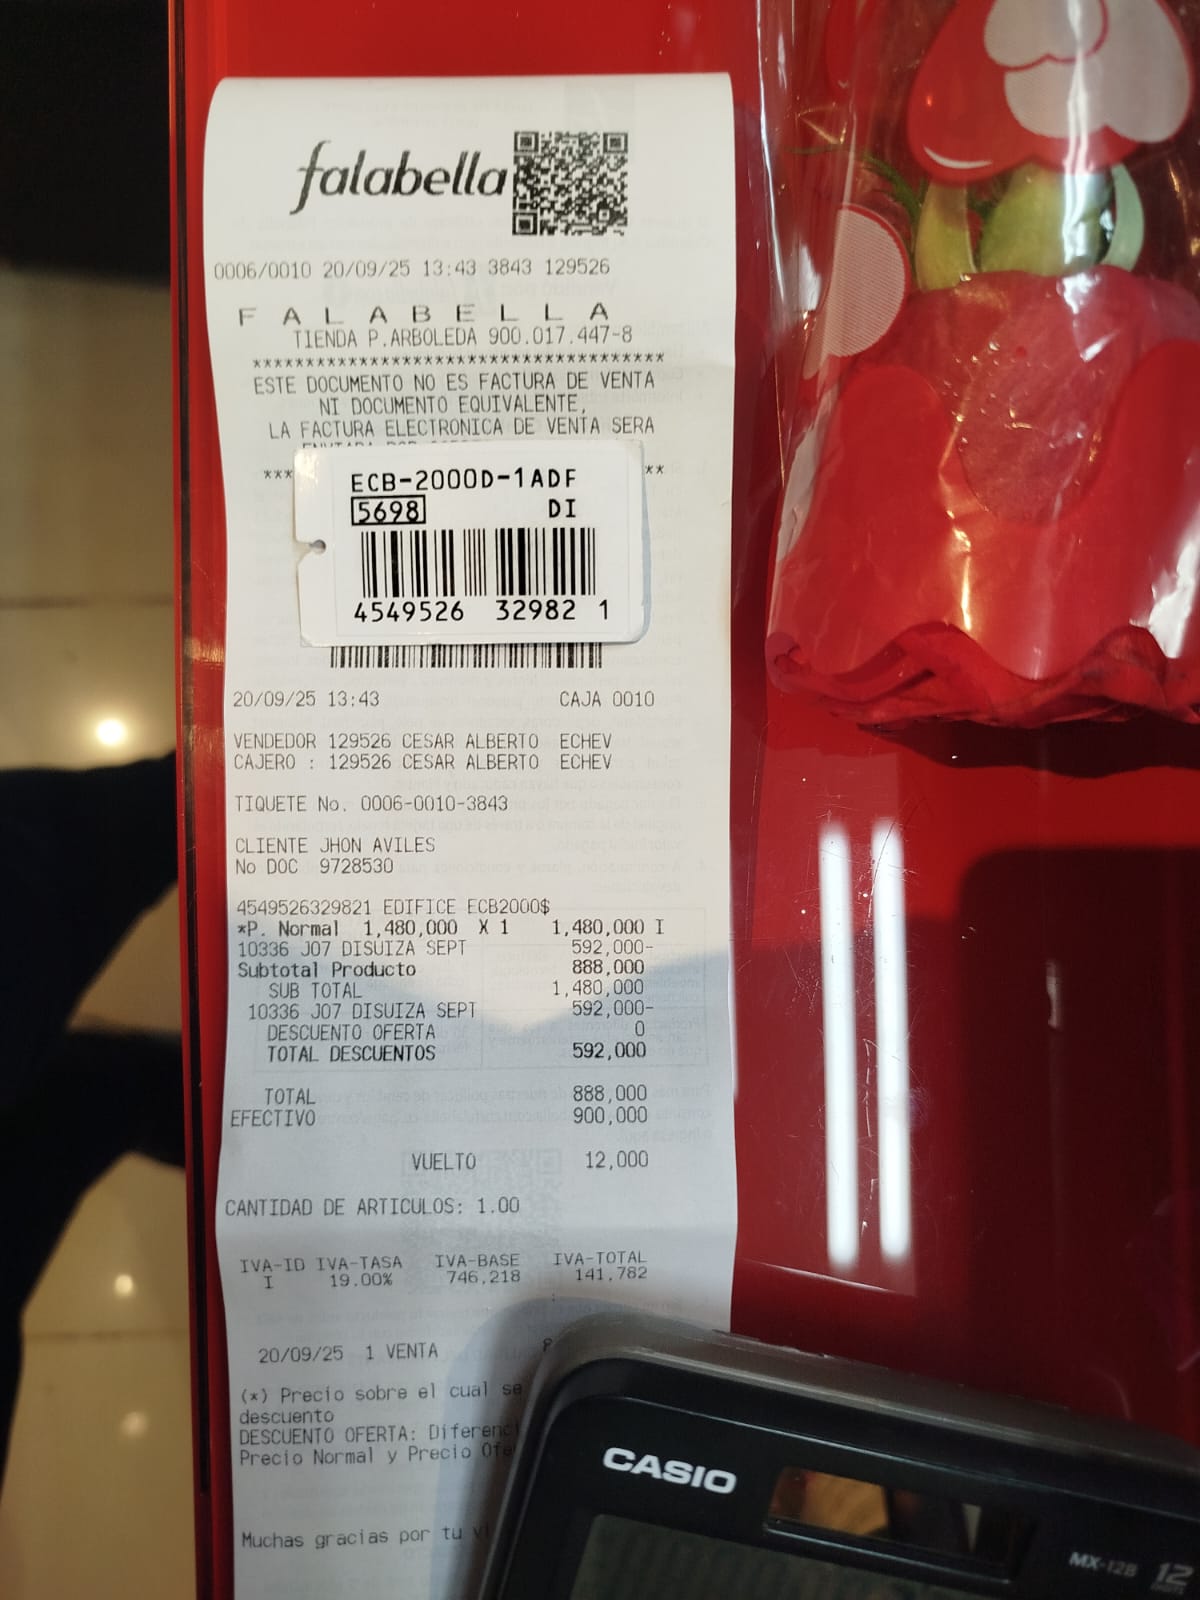 falabella
0006/0010 20/09/25 13:43 3843 129526
F A L A B E L L A
TIENDA P.ARBOLEDA 900.017.447-8
***************************************
ESTE DOCUMENTO NO ES FACTURA DE VENTA
NI DOCUMENTO EQUIVALENTE,
LA FACTURA ELECTRONICA DE VENTA SERA
*** **
ECB-2000D-1ADF
5698 DI
4549526 32982 1
20/09/25 13:43 CAJA 0010
VENDEDOR 129526 CESAR ALBERTO ECHEV
CAJERO : 129526 CESAR ALBERTO ECHEV
TIQUETE No. 0006-0010-3843
CLIENTE JHON AVILES
No DOC 9728530
4549526329821 EDIFICE ECB2000$
*P. Normal 1,480,000 X 1 1,480,000 I
10336 J07 DISUIZA SEPT 592,000-
Subtotal Producto 888,000
SUB TOTAL 1,480,000
10336 J07 DISUIZA SEPT 592,000-
DESCUENTO OFERTA 0
TOTAL DESCUENTOS 592,000
TOTAL 888,000
EFECTIVO 900,000
VUELTO 12,000
CANTIDAD DE ARTICULOS: 1.00
IVA-ID IVA-TASA IVA-BASE IVA-TOTAL
I 19.00% 746,218 141,782
20/09/25 1 VENTA
(*) Precio sobre el cual se
descuento
DESCUENTO OFERTA: Diferenci
Precio Normal y Precio Ofe
Muchas gracias por tu
CASIO
MX-12B 12